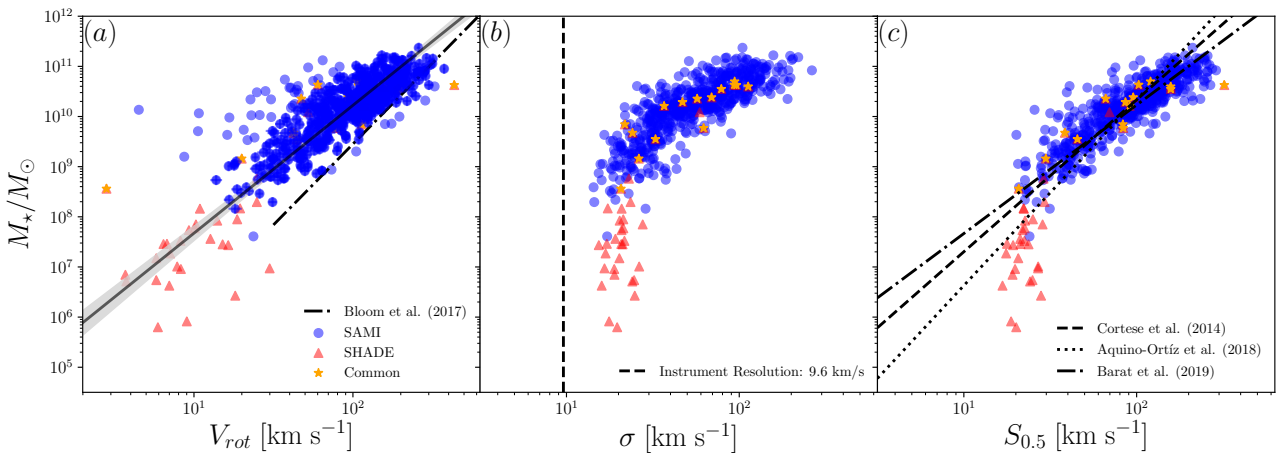 (a)
(b)
(c)
M⋆/M⊙
10¹²
10¹¹
10¹⁰
10⁹
10⁸
10⁷
10⁶
10⁵
Bloom et al. (2017)
SAMI
SHADE
Common
Instrument Resolution: 9.6 km/s
Cortese et al. (2014)
Aquino-Ortíz et al. (2018)
Barat et al. (2019)
10¹ 10² 10¹ 10² 10¹ 10²
V_rot [km s⁻¹] σ [km s⁻¹] S₀.₅ [km s⁻¹]